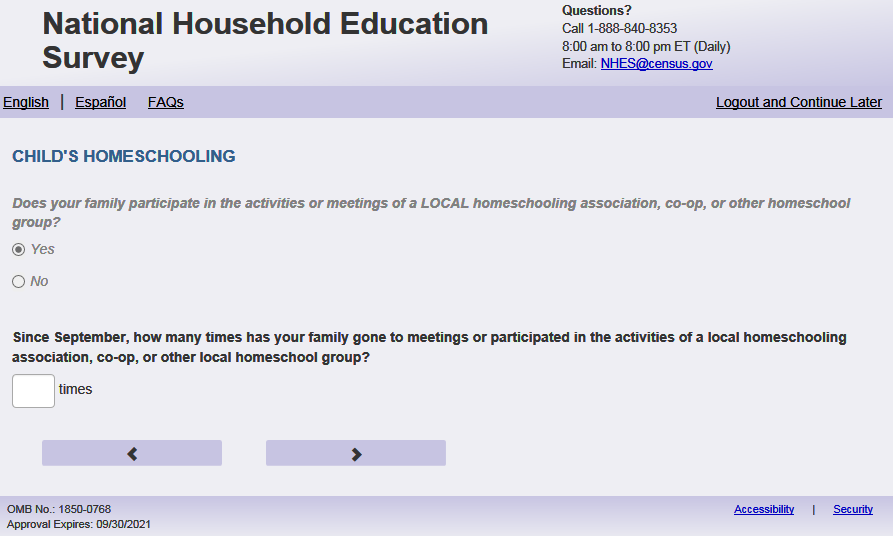 National Household Education
Survey
Questions?
Call 1-888-840-8353
8:00 am to 8:00 pm ET (Daily)
Email: NHES@census.gov
English | Español FAQs
Logout and Continue Later
CHILD'S HOMESCHOOLING
Does your family participate in the activities or meetings of a LOCAL homeschooling association, co-op, or other homeschool
group?
Yes
No
Since September, how many times has your family gone to meetings or participated in the activities of a local homeschooling
association, co-op, or other local homeschool group?
times
OMB No.: 1850-0768
Approval Expires: 09/30/2021
Accessibility | Security